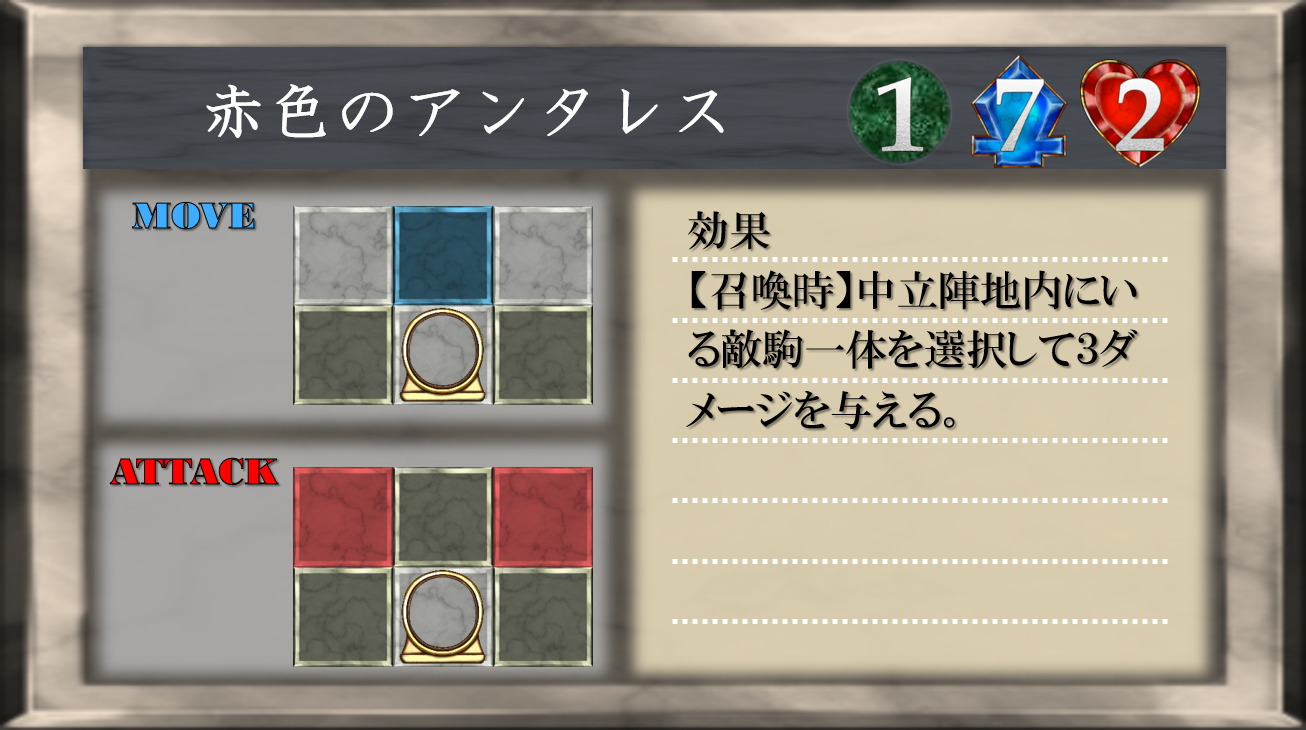 赤色のアンタレス 1 7 2
MOVE
ATTACK
効果
【召喚時】中立陣地内にい
る敵駒一体を選択して3ダ
メージを与える。